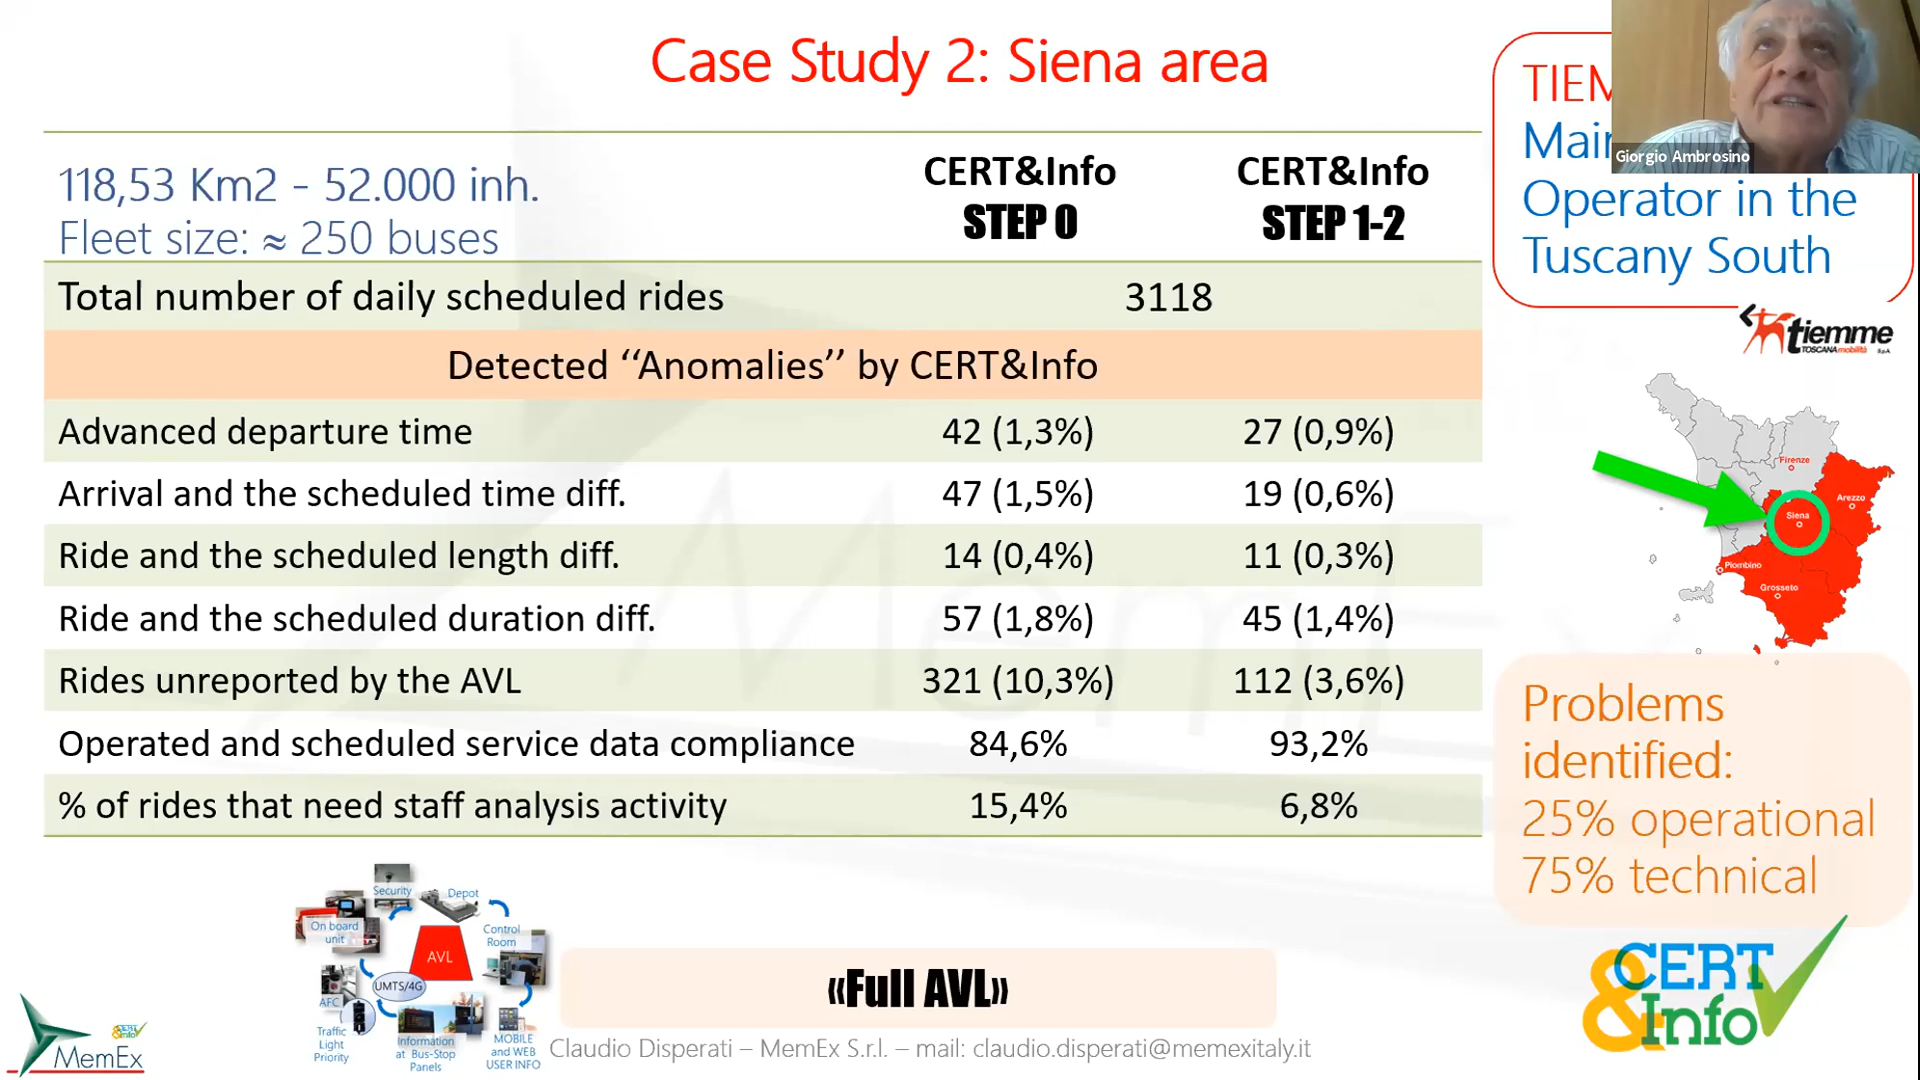 Case Study 2: Siena area
118,53 Km2 - 52.000 inh.
Fleet size: ≈ 250 buses
CERT&Info
STEP 0
CERT&Info
STEP 1-2
Total number of daily scheduled rides 3118
Detected ‘‘Anomalies’’ by CERT&Info
Advanced departure time 42 (1,3%) 27 (0,9%)
Arrival and the scheduled time diff. 47 (1,5%) 19 (0,6%)
Ride and the scheduled length diff. 14 (0,4%) 11 (0,3%)
Ride and the scheduled duration diff. 57 (1,8%) 45 (1,4%)
Rides unreported by the AVL 321 (10,3%) 112 (3,6%)
Operated and scheduled service data compliance 84,6% 93,2%
% of rides that need staff analysis activity 15,4% 6,8%
Giorgio Ambrosino
Operator in the
Tuscany South
tiemme
TOSCANA mobilità S.p.A
Firenze
Arezzo
Siena
Piombino
Grosseto
Problems
identified:
25% operational
75% technical
Security
Depot
On board
unit
Control
Room
AVL
UMTS/4G
AFC
Traffic
Light
Priority
Information
at Bus-Stop
Panels
MOBILE
and WEB
USER INFO
«Full AVL»
CERT
&Info
CERT
&Info
MemEx
Claudio Disperati – MemEx S.r.l. – mail: claudio.disperati@memexitaly.it
MemEx